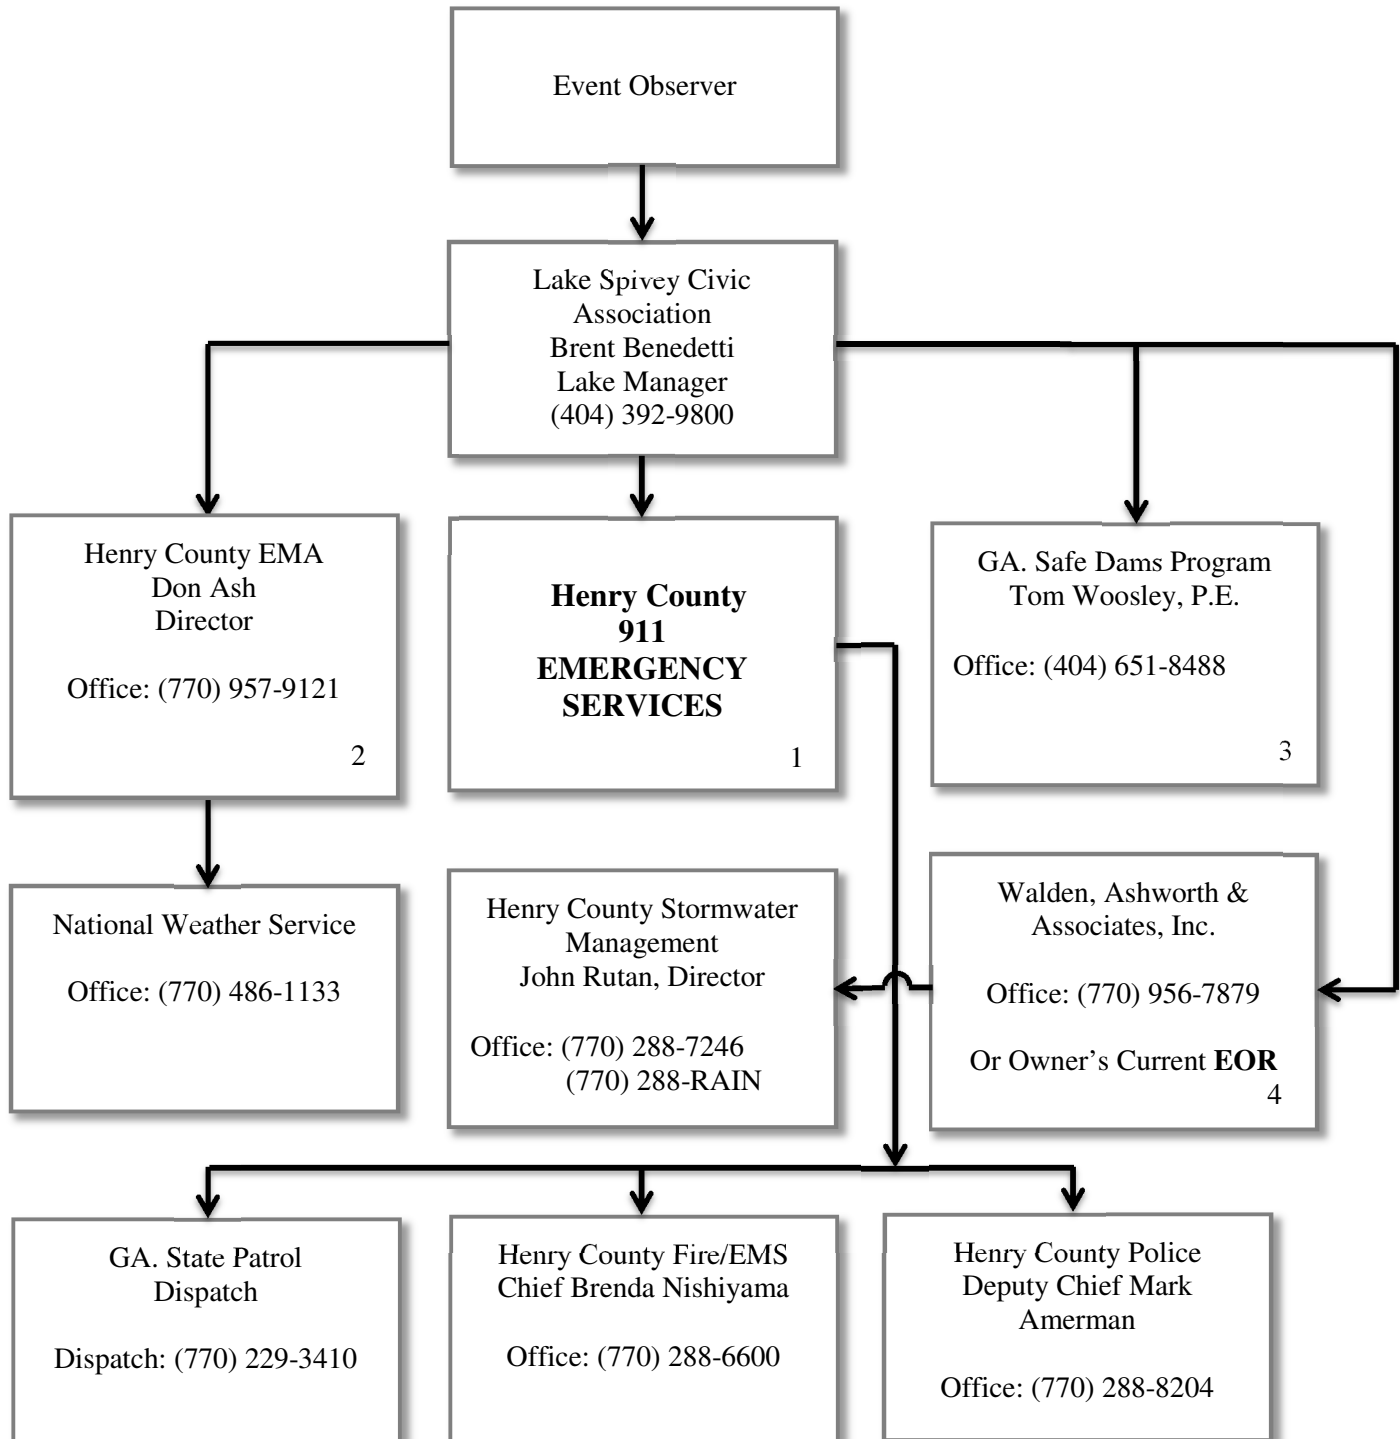 Event Observer
Lake Spivey Civic
Association
Brent Benedetti
Lake Manager
(404) 392-9800
Henry County EMA
Don Ash
Director
Office: (770) 957-9121
2
Henry County
911
EMERGENCY
SERVICES
1
GA. Safe Dams Program
Tom Woosley, P.E.
Office: (404) 651-8488
3
National Weather Service
Office: (770) 486-1133
Henry County Stormwater
Management
John Rutan, Director
Office: (770) 288-7246
(770) 288-RAIN
Walden, Ashworth &
Associates, Inc.
Office: (770) 956-7879
Or Owner’s Current EOR
4
GA. State Patrol
Dispatch
Dispatch: (770) 229-3410
Henry County Fire/EMS
Chief Brenda Nishiyama
Office: (770) 288-6600
Henry County Police
Deputy Chief Mark
Amerman
Office: (770) 288-8204